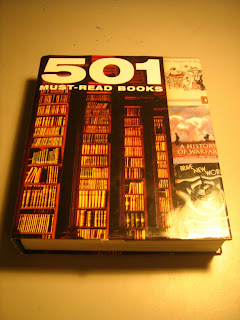 501
MUST-READ BOOKS
A HISTORY
OF WARFARE
BRAVE NEW
WORLD